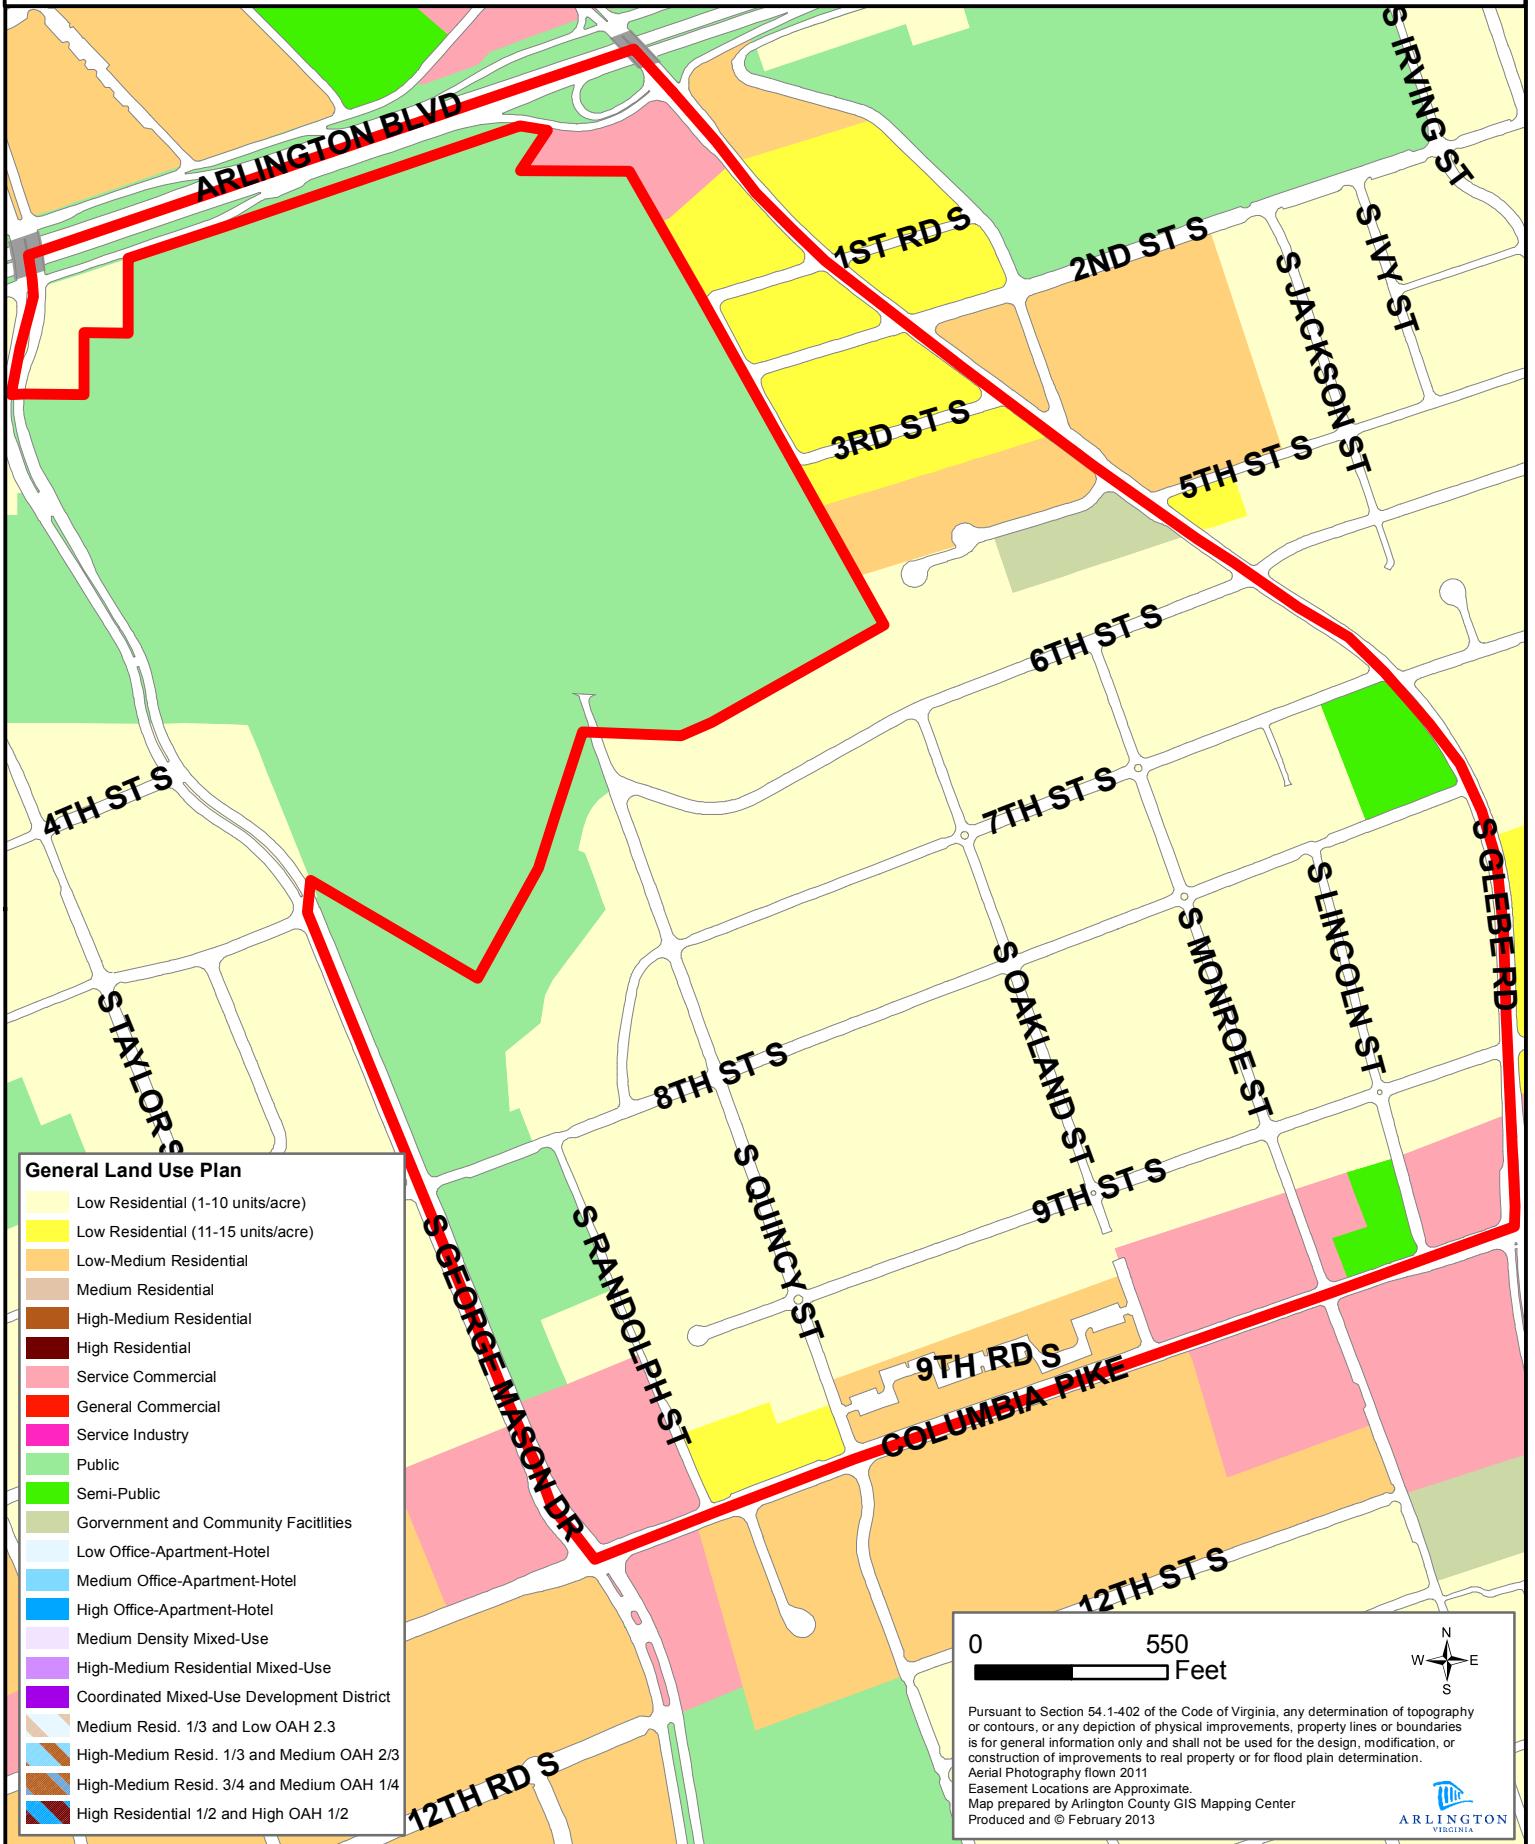 S IRVING ST
ARLINGTON BLVD
1ST RD S
2ND ST S
S IVY ST
S JACKSON ST
3RD ST S
5TH ST S
6TH ST S
4TH ST S
7TH ST S
S GLEBE RD
S LINCOLN ST
S MONROE ST
S OAKLAND ST
S TAYLOR S
8TH ST S
S QUINCY ST
9TH ST S
S RANDOLPH ST
S GEORGE MASON DR
9TH RD S
COLUMBIA PIKE
12TH ST S
12TH RD S
General Land Use Plan
Low Residential (1-10 units/acre)
Low Residential (11-15 units/acre)
Low-Medium Residential
Medium Residential
High-Medium Residential
High Residential
Service Commercial
General Commercial
Service Industry
Public
Semi-Public
Gorvernment and Community Facitlities
Low Office-Apartment-Hotel
Medium Office-Apartment-Hotel
High Office-Apartment-Hotel
Medium Density Mixed-Use
High-Medium Residential Mixed-Use
Coordinated Mixed-Use Development District
Medium Resid. 1/3 and Low OAH 2.3
High-Medium Resid. 1/3 and Medium OAH 2/3
High-Medium Resid. 3/4 and Medium OAH 1/4
High Residential 1/2 and High OAH 1/2
0 550
Feet
N
W E
S
Pursuant to Section 54.1-402 of the Code of Virginia, any determination of topography
or contours, or any depiction of physical improvements, property lines or boundaries
is for general information only and shall not be used for the design, modification, or
construction of improvements to real property or for flood plain determination.
Aerial Photography flown 2011
Easement Locations are Approximate.
Map prepared by Arlington County GIS Mapping Center
Produced and © February 2013
ARLINGTON
VIRGINIA